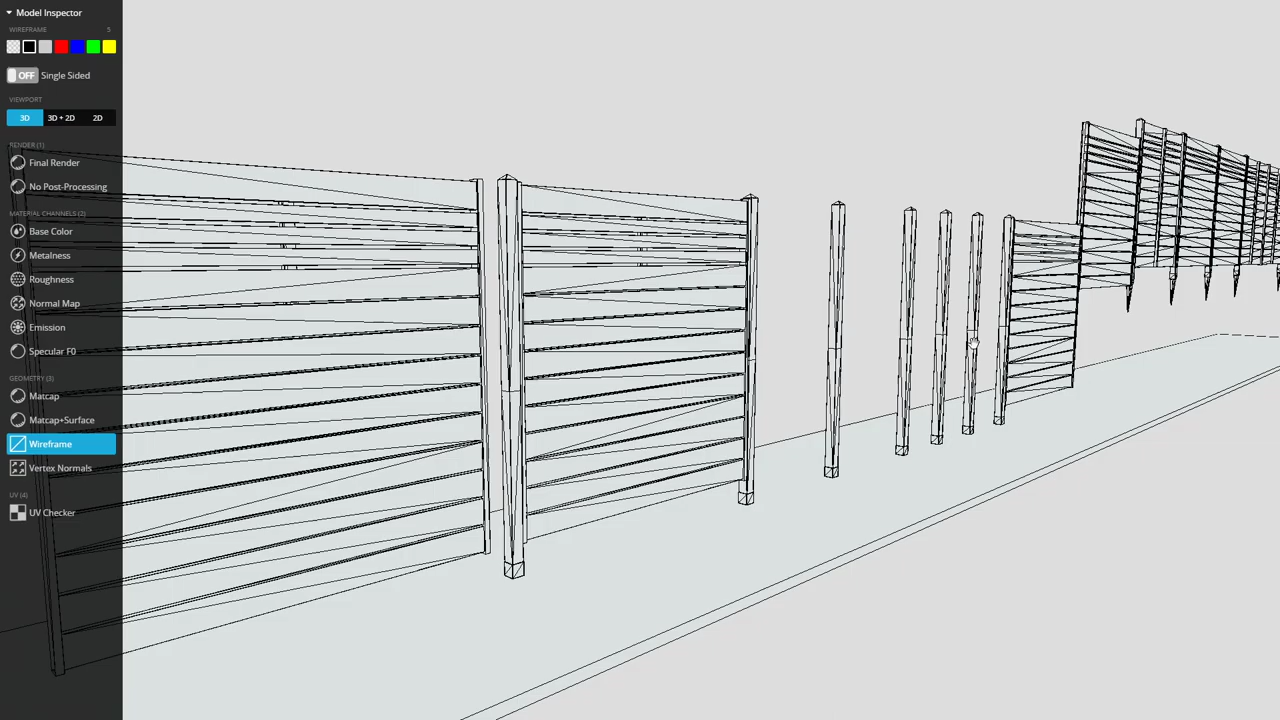 Model Inspector
WIREFRAME 5
OFF Single Sided
VIEWPORT
3D 3D + 2D 2D
RENDER (1)
Final Render
No Post-Processing
MATERIAL CHANNELS (2)
Base Color
Metalness
Roughness
Normal Map
Emission
Specular F0
GEOMETRY (3)
Matcap
Matcap+Surface
Wireframe
Vertex Normals
UV (4)
UV Checker